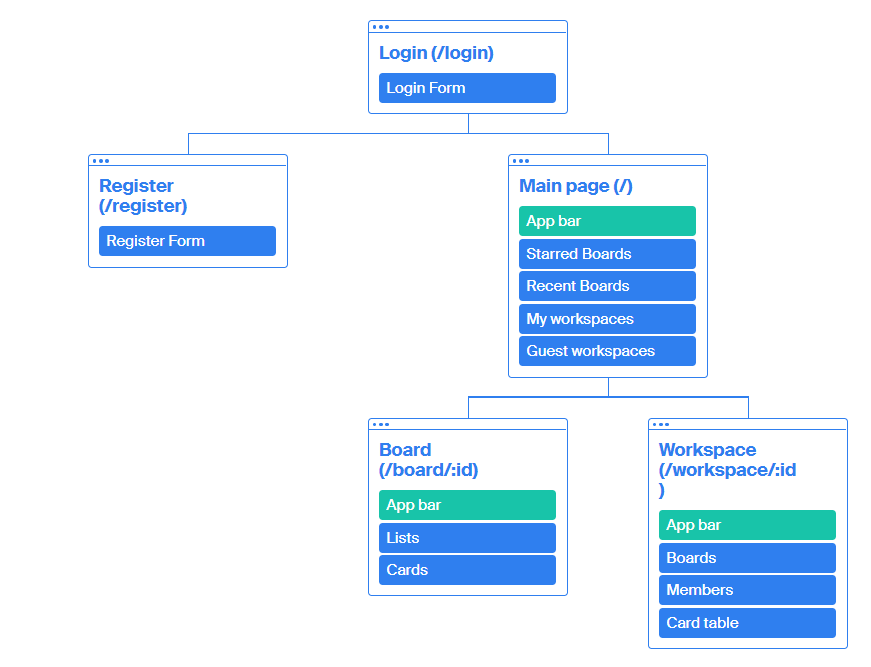 Login (/login)
Login Form
Register
(/register)
Register Form
Main page (/)
App bar
Starred Boards
Recent Boards
My workspaces
Guest workspaces
Board
(/board/:id)
App bar
Lists
Cards
Workspace
(/workspace/:id
)
App bar
Boards
Members
Card table